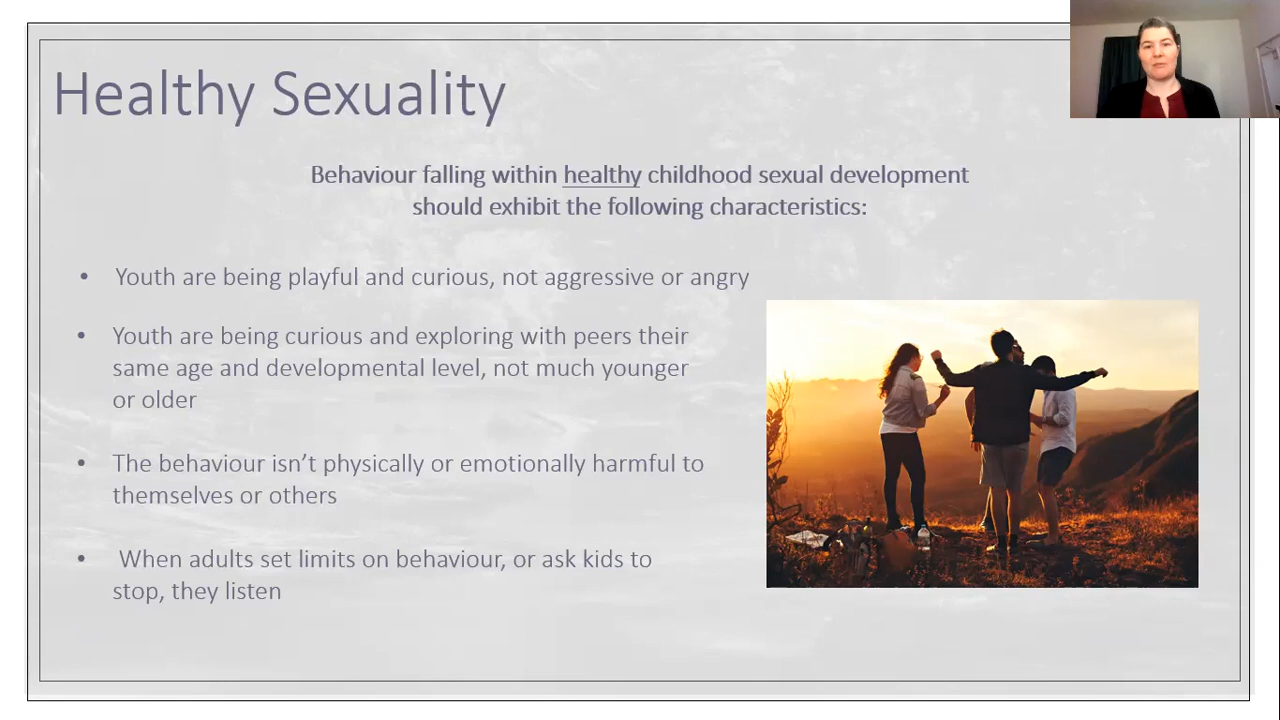 Healthy Sexuality
Behaviour falling within healthy childhood sexual development
should exhibit the following characteristics:
• Youth are being playful and curious, not aggressive or angry
• Youth are being curious and exploring with peers their
same age and developmental level, not much younger
or older
• The behaviour isn’t physically or emotionally harmful to
themselves or others
• When adults set limits on behaviour, or ask kids to
stop, they listen